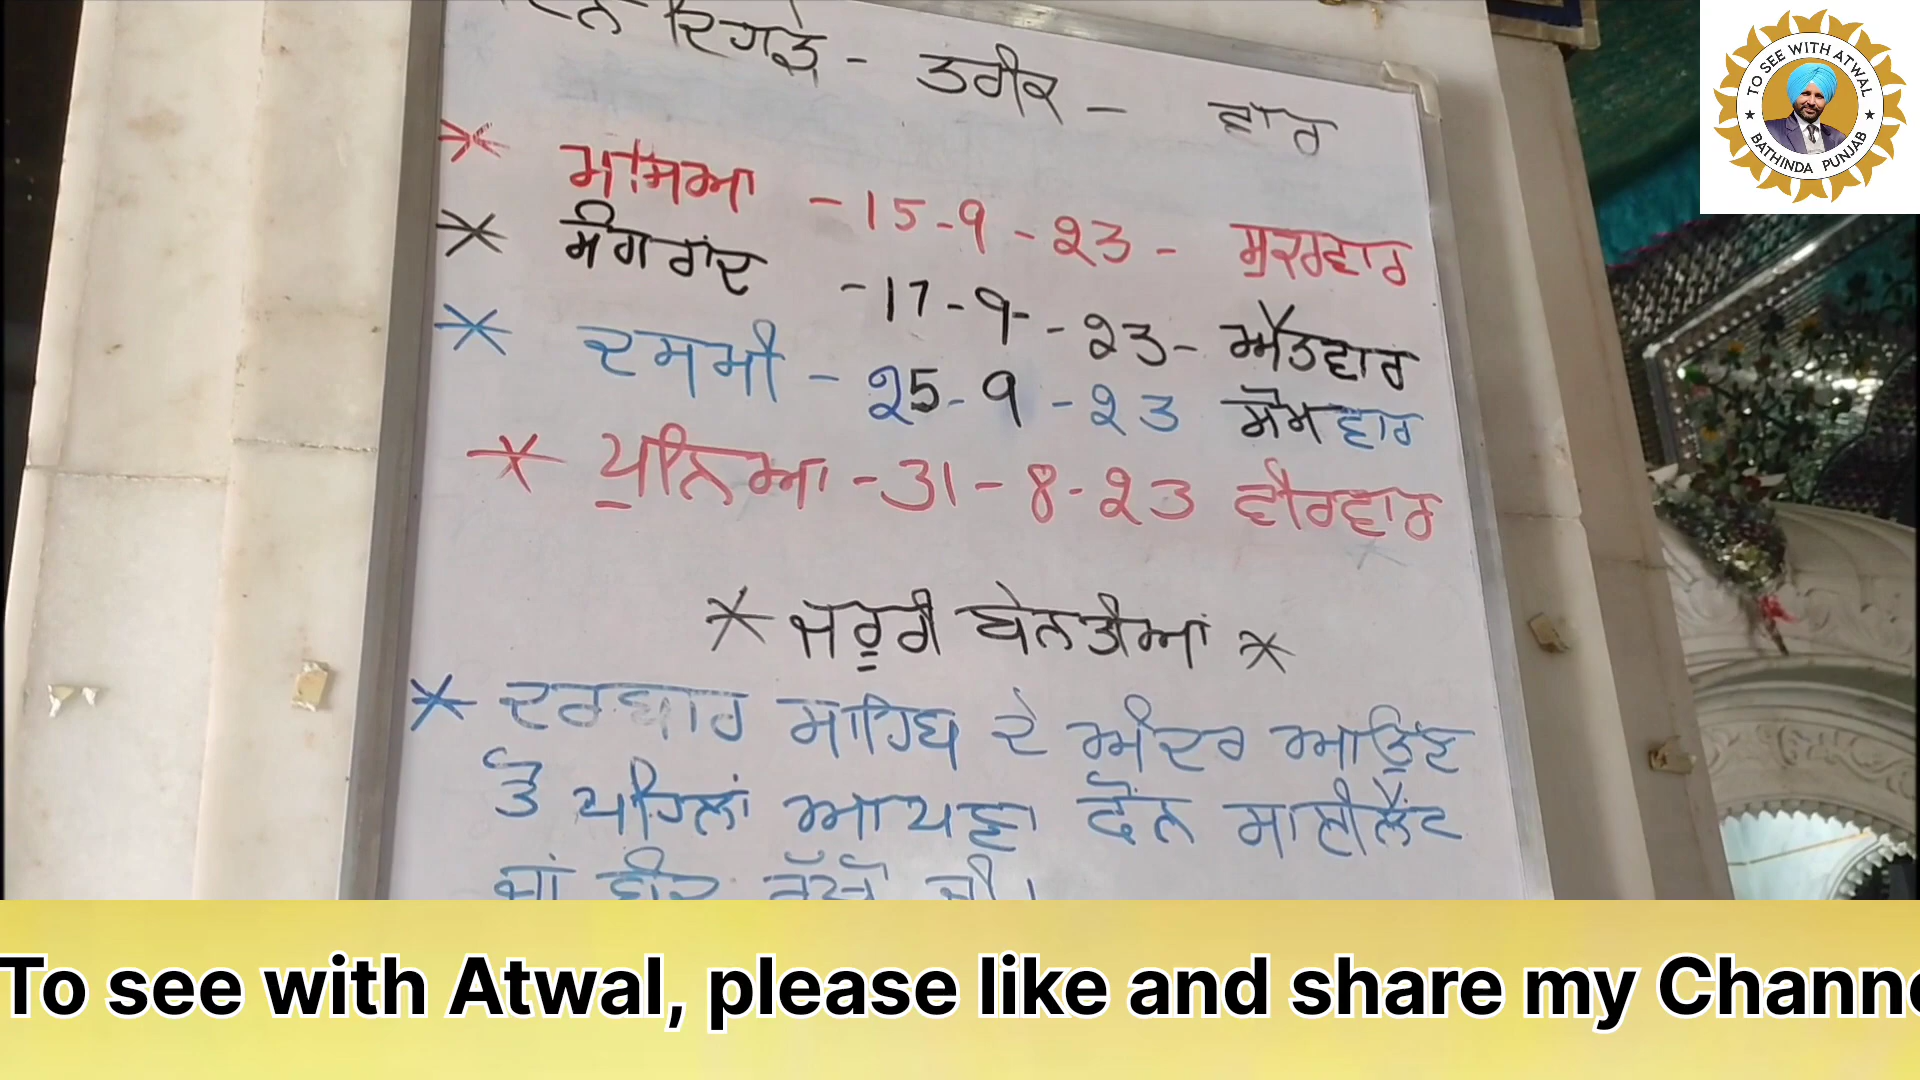 ਦਿਨ ਦਿਹਾੜੇ - ਤਰੀਕ - ਵਾਰ
* ਮੱਸਿਆ - 15-9-23 - ਸ਼ੁਕਰਵਾਰ
* ਸੰਗਰਾਂਦ - 17-9-23 - ਐਤਵਾਰ
* ਦਸਮੀ - 25-9-23 ਸੋਮਵਾਰ
* ਪੁੰਨਿਆ - 31-8-23 ਵੀਰਵਾਰ
* ਜਰੂਰੀ ਬੇਨਤੀਆਂ *
* ਦਰਬਾਰ ਸਾਹਿਬ ਦੇ ਅੰਦਰ ਆਉਣ
ਤੋਂ ਪਹਿਲਾਂ ਆਪਣਾ ਫੋਨ ਸਾਈਲੈਂਟ
ਜਾਂ ਬੰਦ ਰੱਖੋ ਜੀ।
TO SEE WITH ATWAL
★ BATHINDA PUNJAB ★
To see with Atwal, please like and share my Channe